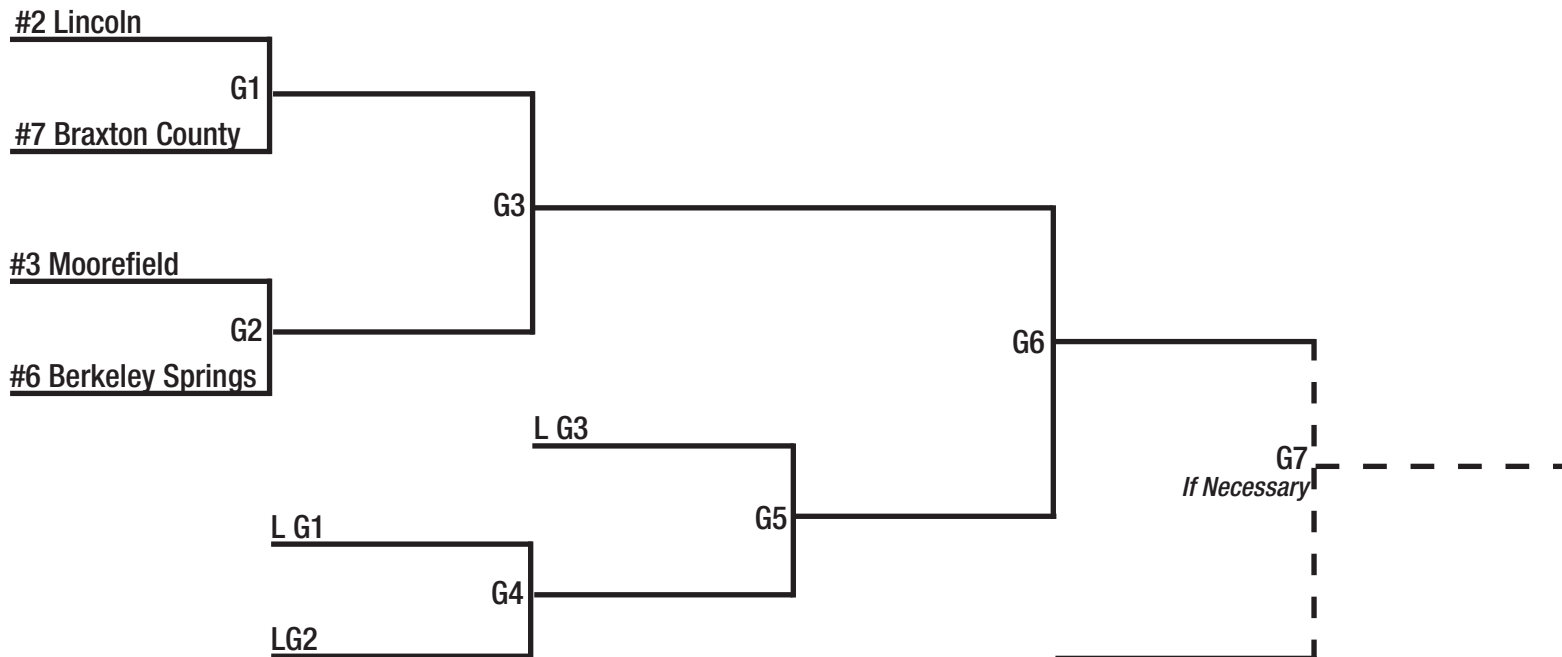 #2 Lincoln
G1
#7 Braxton County
G3
#3 Moorefield
G2
#6 Berkeley Springs
G6
L G3
G7
If Necessary
L G1
G5
G4
LG2